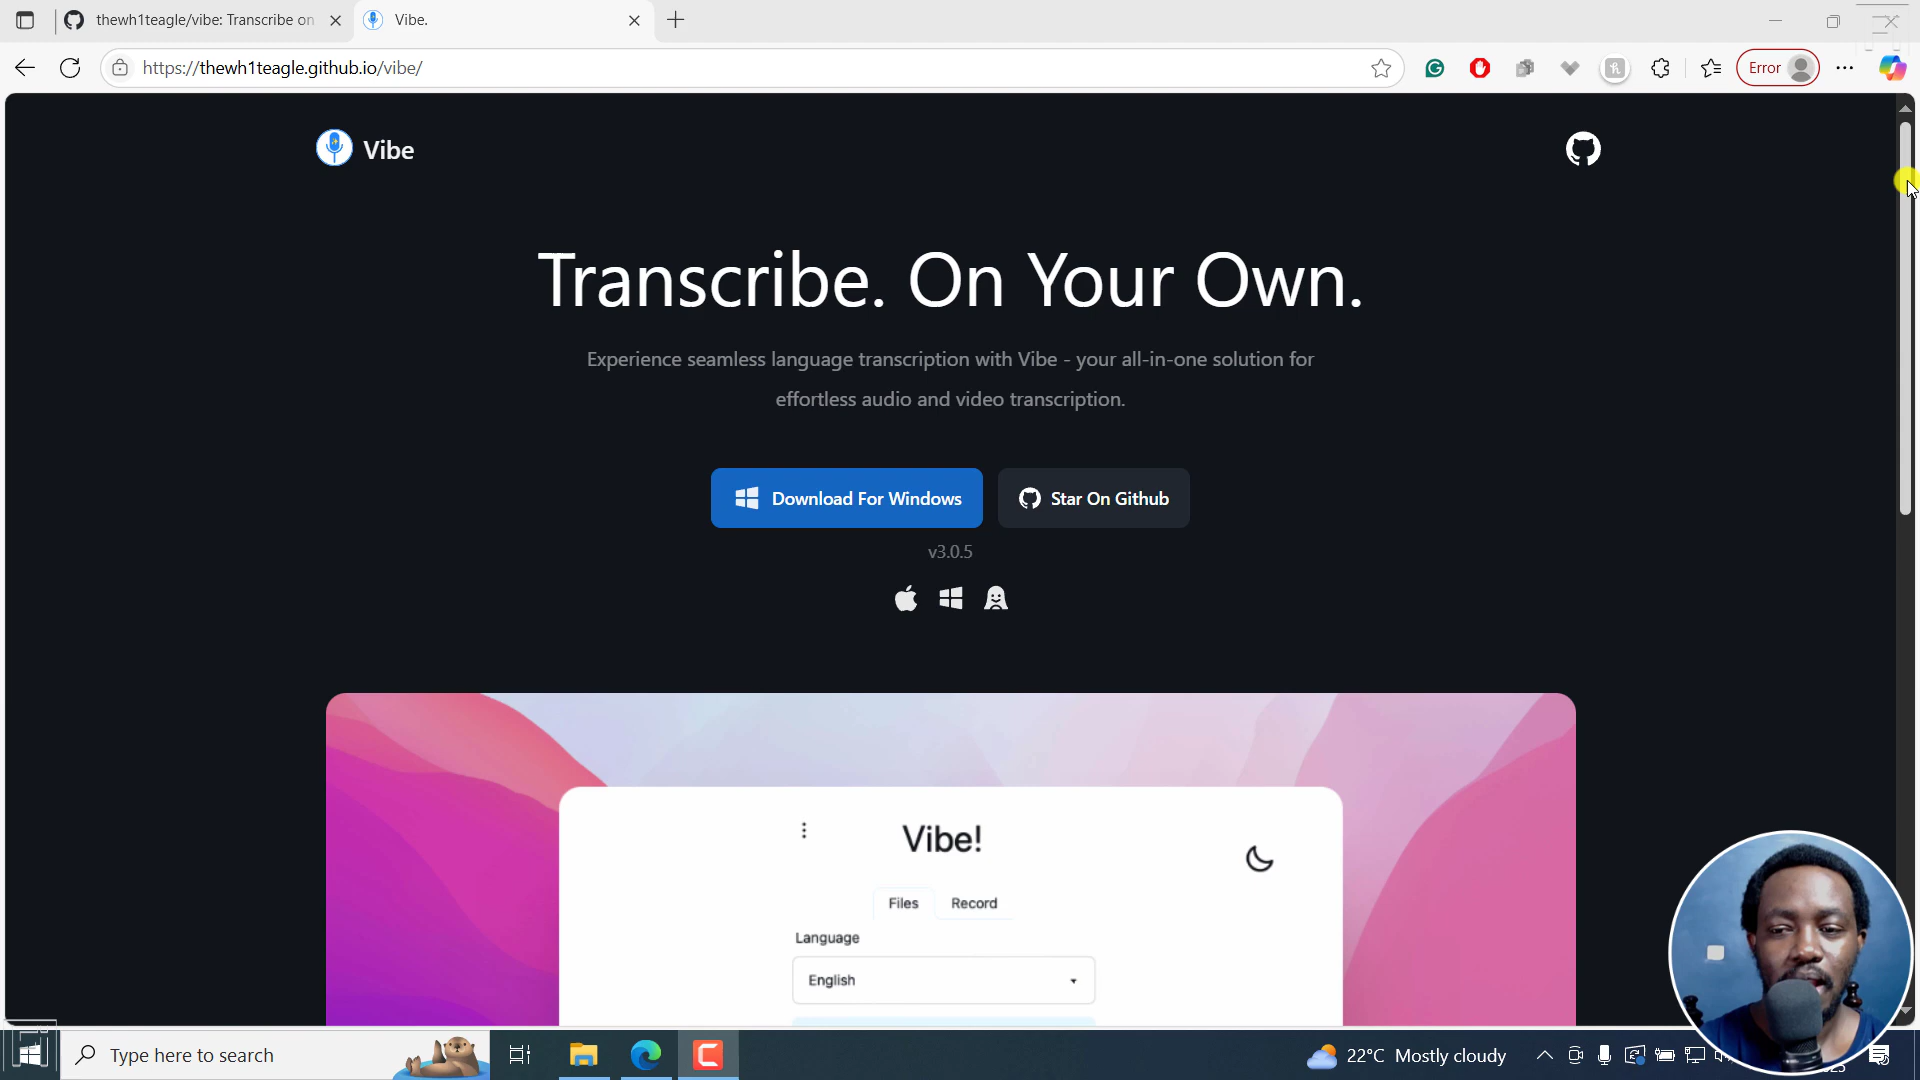 thewh1teagle/vibe: Transcribe on
Vibe.
https://thewh1teagle.github.io/vibe/
Error
Vibe
Transcribe. On Your Own.
Experience seamless language transcription with Vibe - your all-in-one solution for
effortless audio and video transcription.
Download For Windows
Star On Github
v3.0.5
Vibe!
Files
Record
Language
English
Type here to search
22°C Mostly cloudy